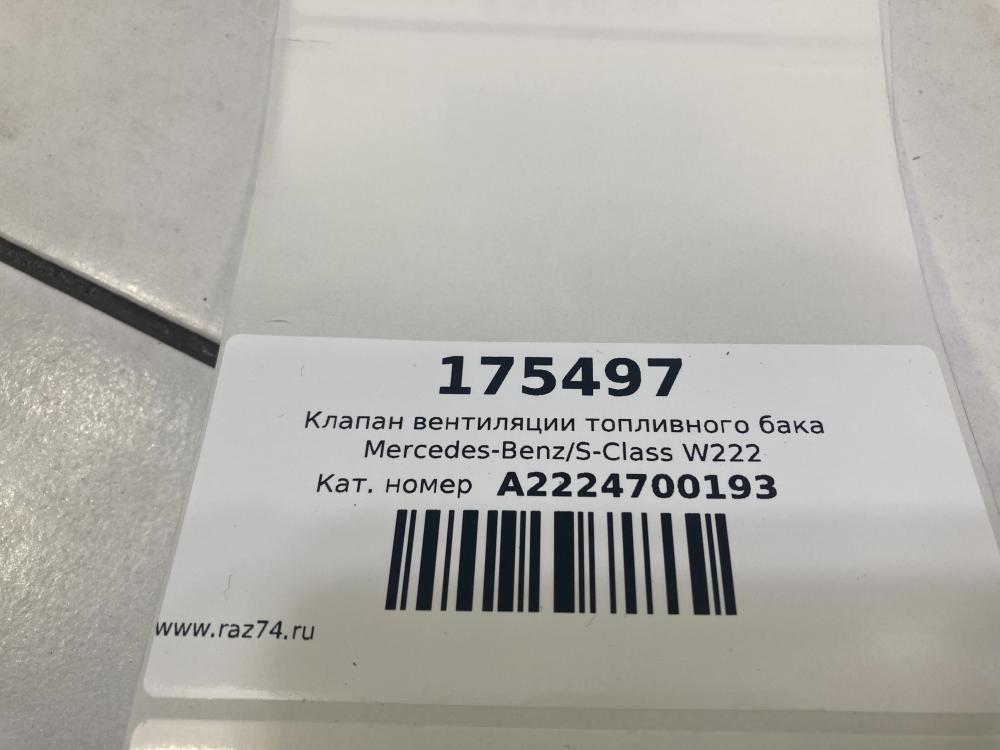 175497
Клапан вентиляции топливного бака
Mercedes-Benz/S-Class W222
Кат. номер A2224700193
www.raz74.ru